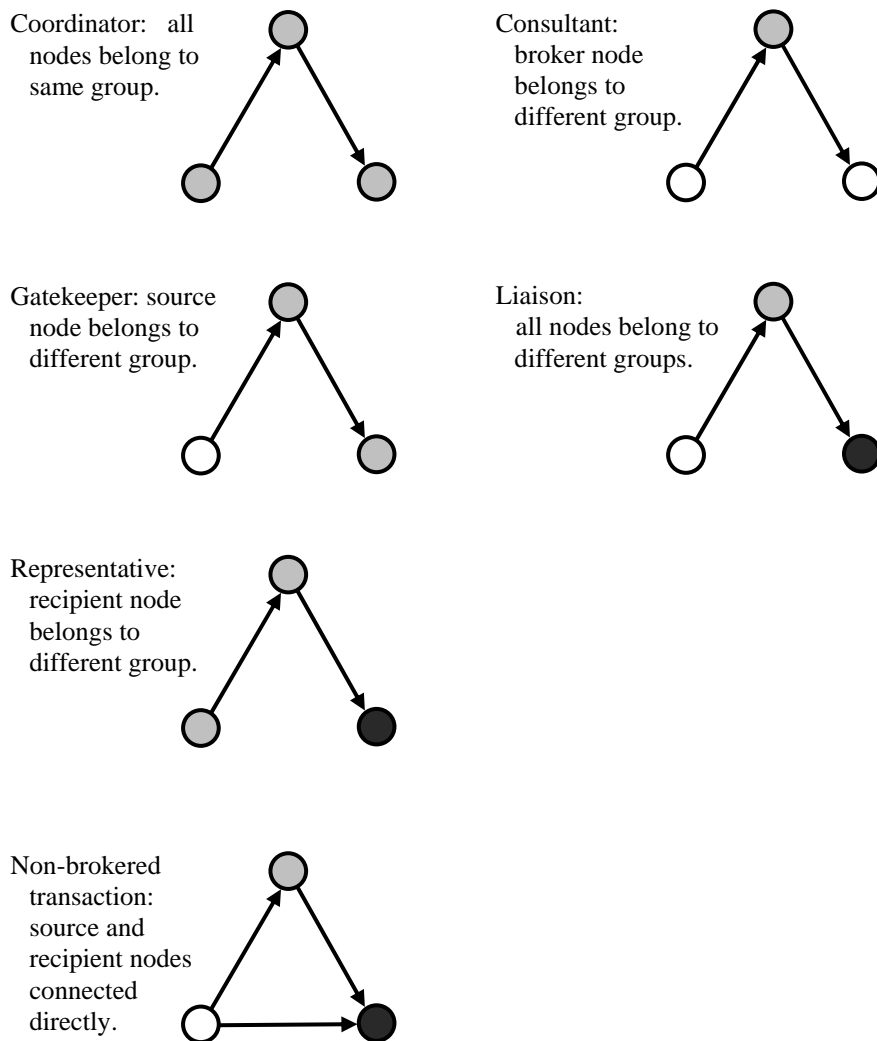 Coordinator: all
nodes belong to
same group.
Consultant:
broker node
belongs to
different group.
Gatekeeper: source
node belongs to
different group.
Liaison:
all nodes belong to
different groups.
Representative:
recipient node
belongs to
different group.
Non-brokered
transaction:
source and
recipient nodes
connected
directly.